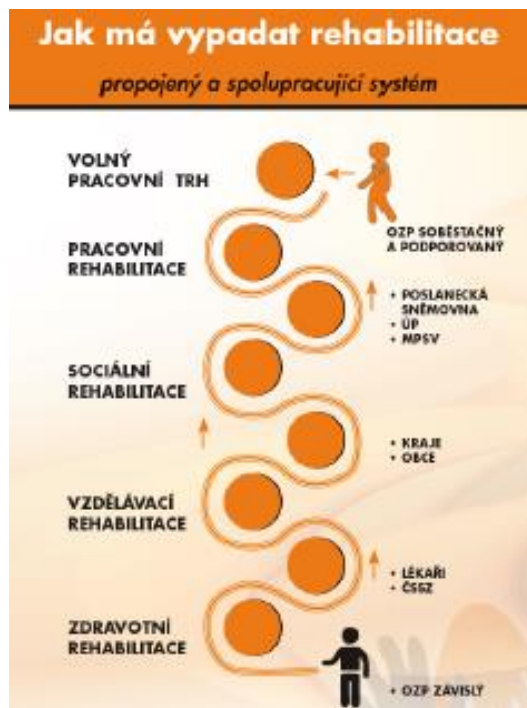 Jak má vypadat rehabilitace
propojený a spolupracující systém
VOLNÝ
PRACOVNÍ TRH
OZP SOBĚSTAČNÝ
A PODPOROVANÝ
PRACOVNÍ
REHABILITACE
+ POSLANECKÁ
SNĚMOVNA
+ ÚP
+ MPSV
SOCIÁLNÍ
REHABILITACE
+ KRAJE
+ OBCE
VZDĚLÁVACÍ
REHABILITACE
+ LÉKAŘI
+ ČSSZ
ZDRAVOTNÍ
REHABILITACE
+ OZP ZÁVISLÝ